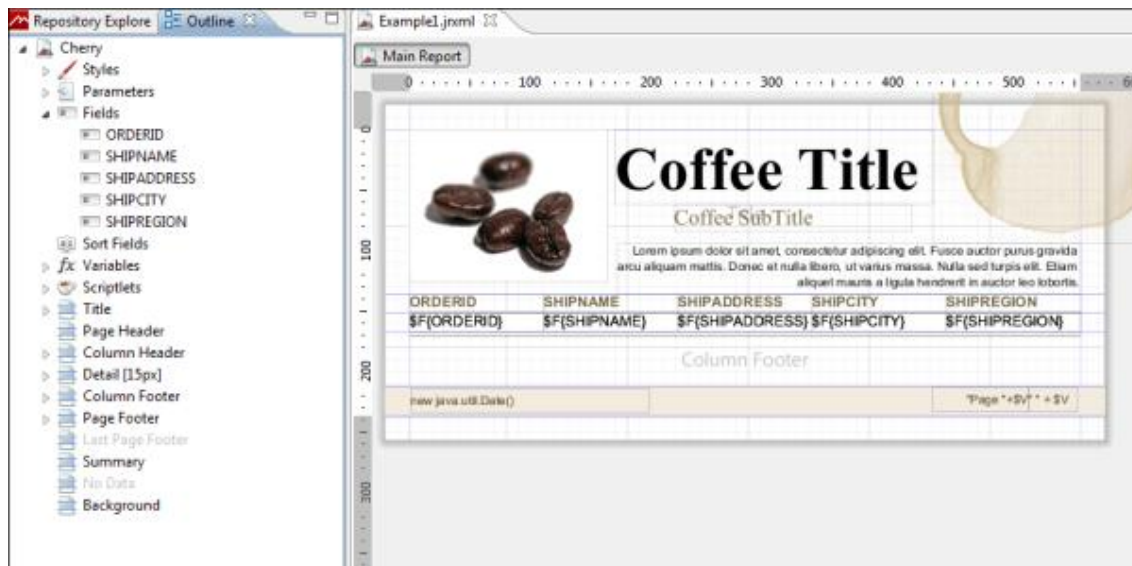 Repository Explore Outline
Cherry
Styles
Parameters
Fields
ORDERID
SHIPNAME
SHIPADDRESS
SHIPCITY
SHIPREGION
Sort Fields
fx Variables
Scriptlets
Title
Page Header
Column Header
Detail [15px]
Column Footer
Page Footer
Last Page Footer
Summary
No Data
Background
Example1.jrxml
Main Report
0 100 200 300 400 500
0
100
200
300
Coffee Title
Coffee SubTitle
Lorem ipsum dolor sit amet, consectetur adipiscing elit. Fusce auctor purus gravida
arcu aliquam mattis. Donec et nulla libero, ut varius massa. Nulla sed turpis elit. Etiam
aliquet mauris a ligula hendrerit in auctor leo lobortis.
ORDERID SHIPNAME SHIPADDRESS SHIPCITY SHIPREGION
$F{ORDERID} $F{SHIPNAME} $F{SHIPADDRESS} $F{SHIPCITY} $F{SHIPREGION}
Column Footer
new java.util.Date() "Page "+$V" " + $V